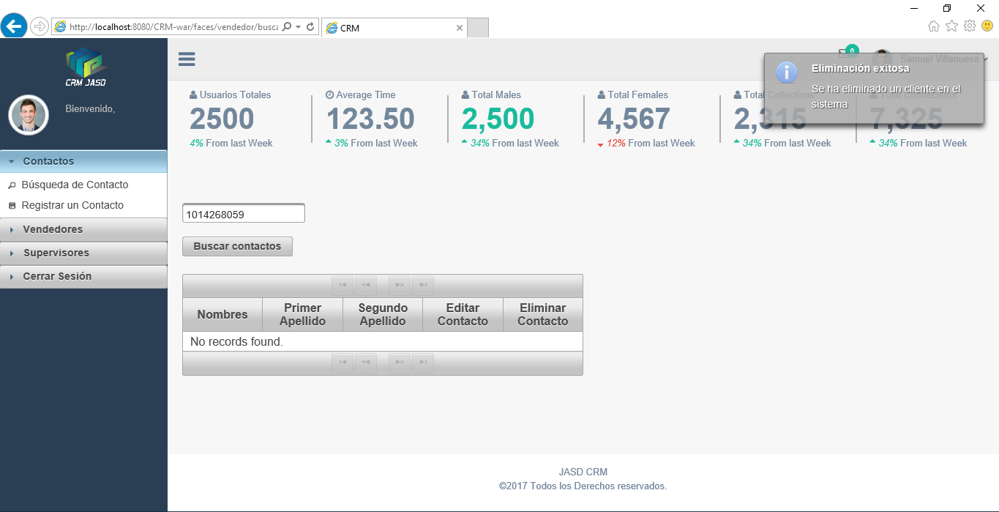 http://localhost:8080/CRM-war/faces/vendedor/busca
CRM
CRM JASD
Bienvenido,
6
Samuel Villanueva
Eliminación exitosa
Se ha eliminado un cliente en el
sistema
Contactos
Búsqueda de Contacto
Registrar un Contacto
Vendedores
Supervisores
Cerrar Sesión
Usuarios Totales
2500
4% From last Week
Average Time
123.50
3% From last Week
Total Males
2,500
34% From last Week
Total Females
4,567
12% From last Week
Total Collections
2,315
34% From last Week
Total Connections
7,325
34% From last Week
1014268059
Buscar contactos
Nombres
Primer
Apellido
Segundo
Apellido
Editar
Contacto
Eliminar
Contacto
No records found.
JASD CRM
©2017 Todos los Derechos reservados.